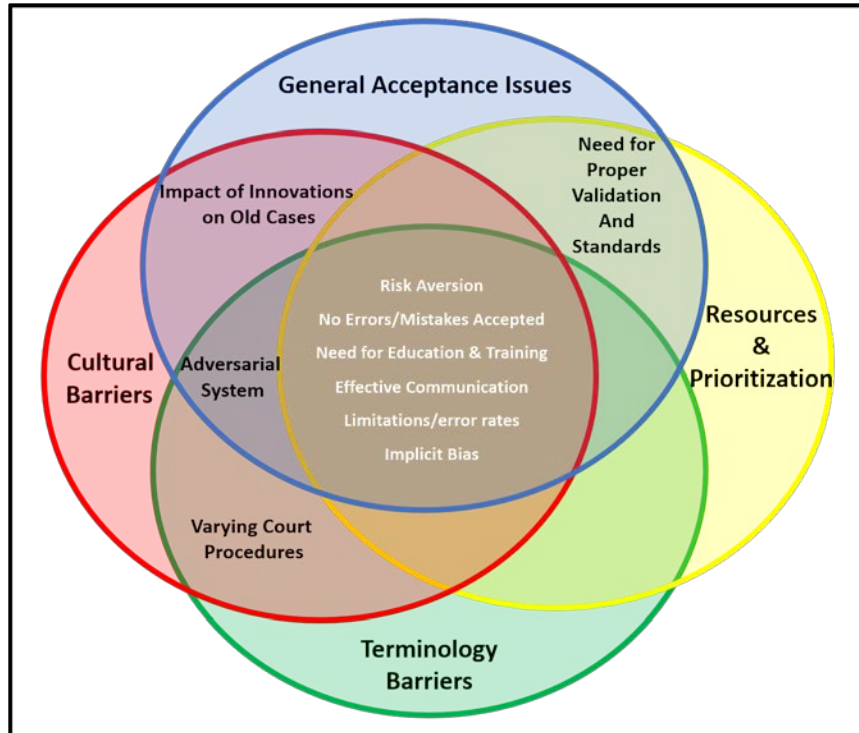 General Acceptance Issues
Impact of Innovations
on Old Cases
Need for
Proper
Validation
And
Standards
Risk Aversion
No Errors/Mistakes Accepted
Need for Education & Training
Effective Communication
Limitations/error rates
Implicit Bias
Resources
&
Prioritization
Cultural
Barriers
Adversarial
System
Varying Court
Procedures
Terminology
Barriers